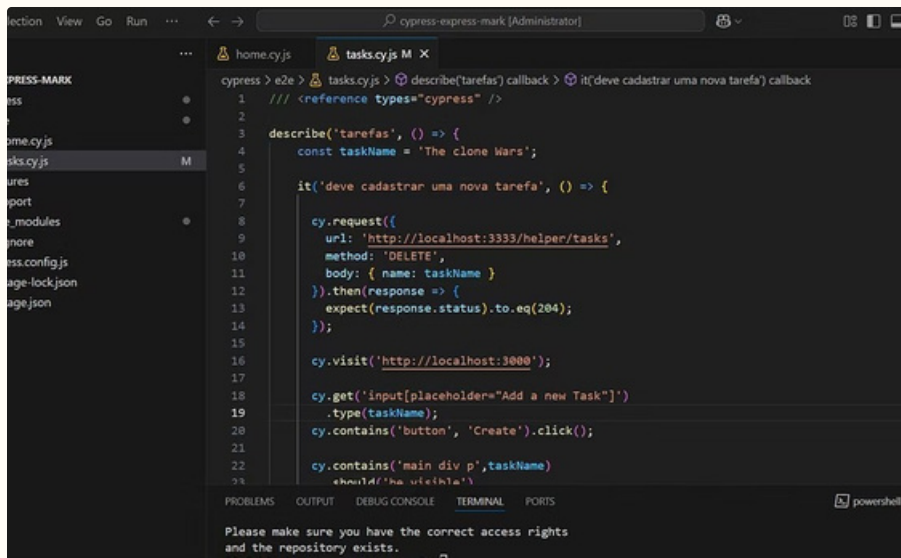 lection View Go Run ...
cypress-express-mark [Administrator]
home.cy.js
tasks.cy.js M
PRESS-MARK
ess
e
ome.cy.js
sks.cy.js M
ures
pport
e_modules
gnore
ess.config.js
age-lock.json
age.json
cypress > e2e > tasks.cy.js > describe('tarefas') callback > it('deve cadastrar uma nova tarefa') callback
1 /// <reference types="cypress" />
2
3 describe('tarefas', () => {
4 const taskName = 'The clone Wars';
5
6 it('deve cadastrar uma nova tarefa', () => {
7
8 cy.request({
9 url: 'http://localhost:3333/helper/tasks',
10 method: 'DELETE',
11 body: { name: taskName }
12 }).then(response => {
13 expect(response.status).to.eq(204);
14 });
15
16 cy.visit('http://localhost:3000');
17
18 cy.get('input[placeholder="Add a new Task"]')
19 .type(taskName);
20 cy.contains('button', 'Create').click();
21
22 cy.contains('main div p',taskName)
23 .should('be visible')
PROBLEMS OUTPUT DEBUG CONSOLE TERMINAL PORTS
powershell
Please make sure you have the correct access rights
and the repository exists.